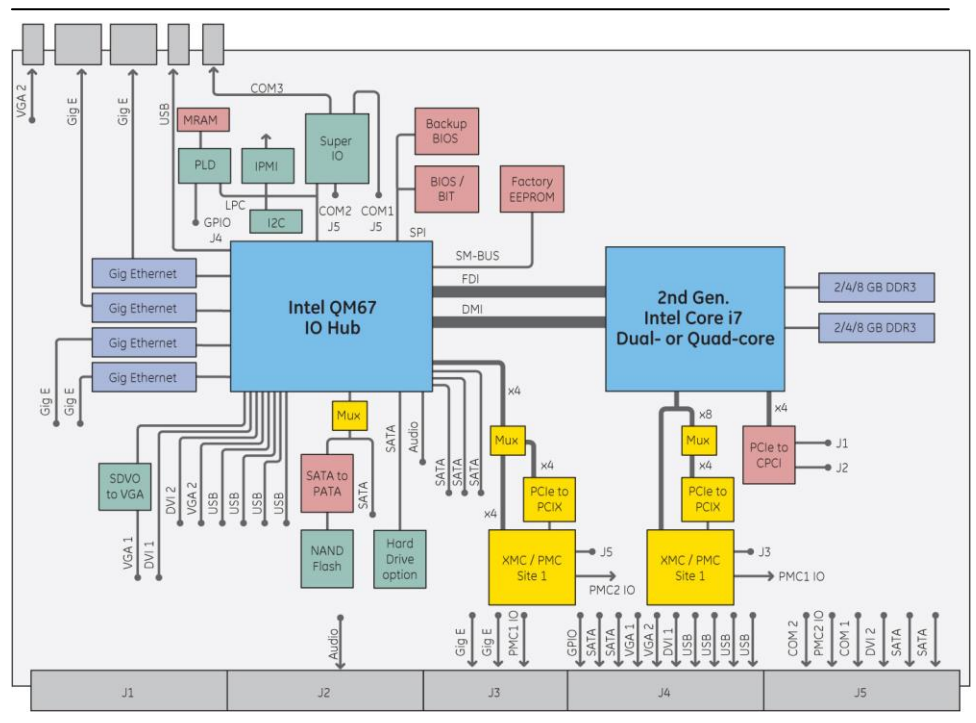 VGA 2
Gig E
Gig E
USB
COM3
MRAM
PLD
IPMI
Super
IO
Backup
BIOS
BIOS /
BIT
Factory
EEPROM
LPC
GPIO
J4
I2C
COM2
J5
COM1
J5
SPI
SM-BUS
FDI
DMI
Gig Ethernet
Gig Ethernet
Gig Ethernet
Gig Ethernet
Intel QM67
IO Hub
2nd Gen.
Intel Core i7
Dual- or Quad-core
2/4/8 GB DDR3
2/4/8 GB DDR3
Gig E
Gig E
SDVO
to VGA
VGA 1
DVI 1
DVI 2
VGA 2
USB
USB
USB
USB
Mux
SATA to
PATA
SATA
NAND
Flash
SATA
Audio
Hard
Drive
option
SATA
SATA
SATA
x4
Mux
x4
x4
PCIe to
PCIX
XMC / PMC
Site 1
J5
PMC2 IO
x8
Mux
x4
PCIe to
PCIX
XMC / PMC
Site 1
J3
PMC1 IO
x4
PCIe to
CPCI
J1
J2
Audio
Gig E
Gig E
PMC1 IO
GPIO
SATA
SATA
VGA 1
VGA 2
DVI 1
USB
USB
USB
USB
COM 2
PMC2 IO
COM 1
DVI 2
SATA
SATA
J1
J2
J3
J4
J5